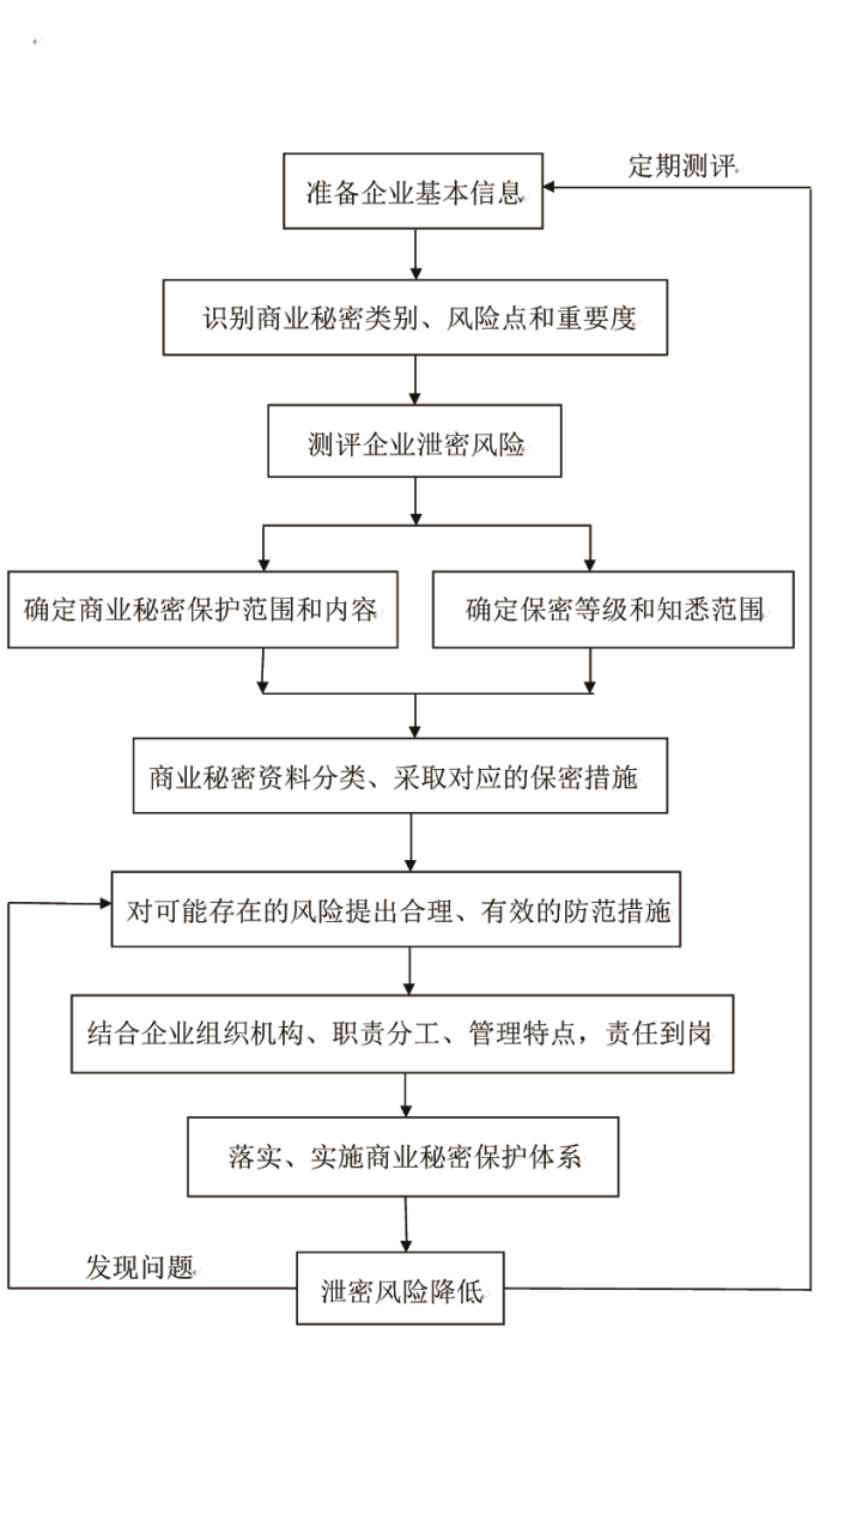 定期测评
准备企业基本信息
识别商业秘密类别、风险点和重要度
测评企业泄密风险
确定商业秘密保护范围和内容
确定保密等级和知悉范围
商业秘密资料分类、采取对应的保密措施
对可能存在的风险提出合理、有效的防范措施
结合企业组织机构、职责分工、管理特点，责任到岗
落实、实施商业秘密保护体系
发现问题
泄密风险降低